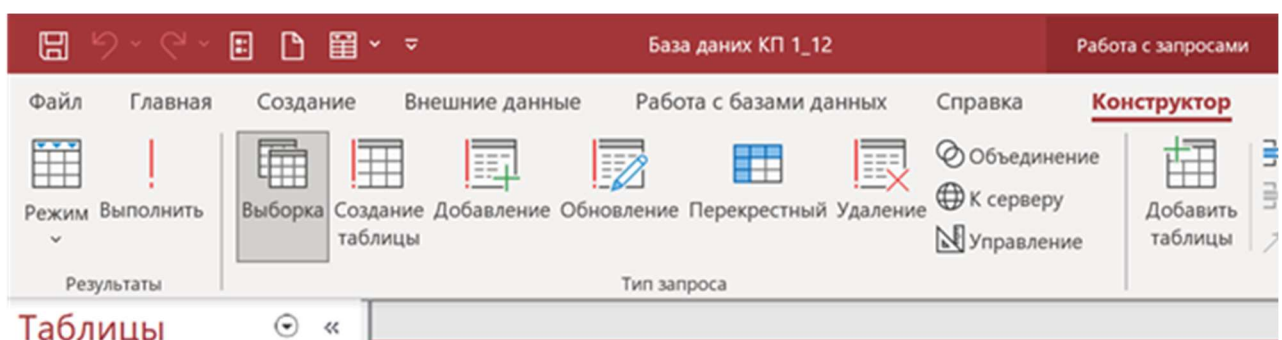 База даних КП 1_12
Работа с запросами
Файл Главная Создание Внешние данные Работа с базами данных Справка Конструктор
Режим Выполнить Выборка Создание таблицы Добавление Обновление Перекрестный Удаление
Объединение
К серверу
Управление
Добавить таблицы
Результаты Тип запроса
Таблицы